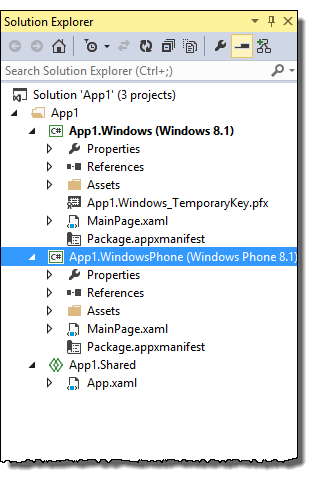 Solution Explorer
Search Solution Explorer (Ctrl+;)
Solution 'App1' (3 projects)
App1
C# App1.Windows (Windows 8.1)
Properties
References
Assets
App1.Windows_TemporaryKey.pfx
MainPage.xaml
Package.appxmanifest
C# App1.WindowsPhone (Windows Phone 8.1)
Properties
References
Assets
MainPage.xaml
Package.appxmanifest
App1.Shared
App.xaml